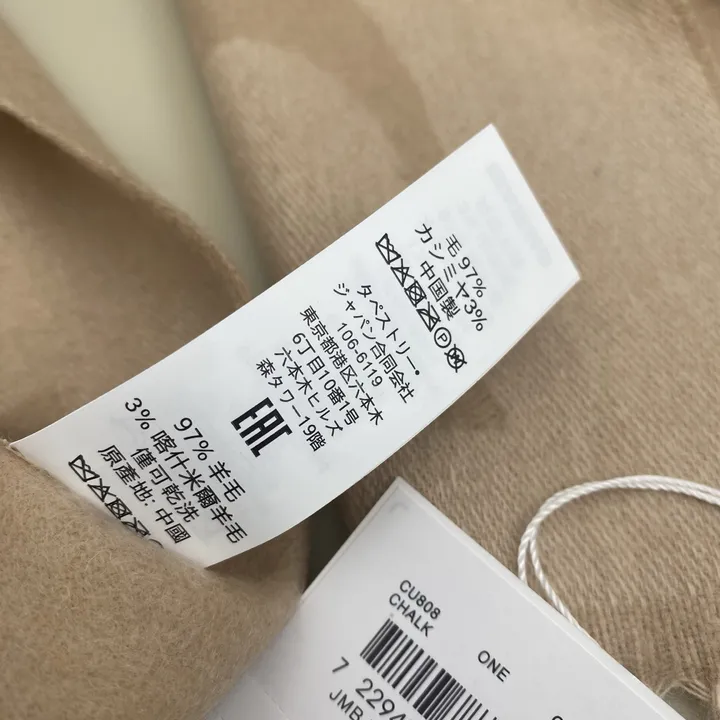 毛 97%
カシミヤ3%
中国製
P
タペストリー・
ジャパン合同会社
106-6119
東京都港区六本木
6丁目10番1号
六本木ヒルズ
森タワー19階
EAC
97% 羊毛
3% 喀什米爾羊毛
僅可乾洗
原產地: 中國
CU808
CHALK
ONE
7 2294
JMB